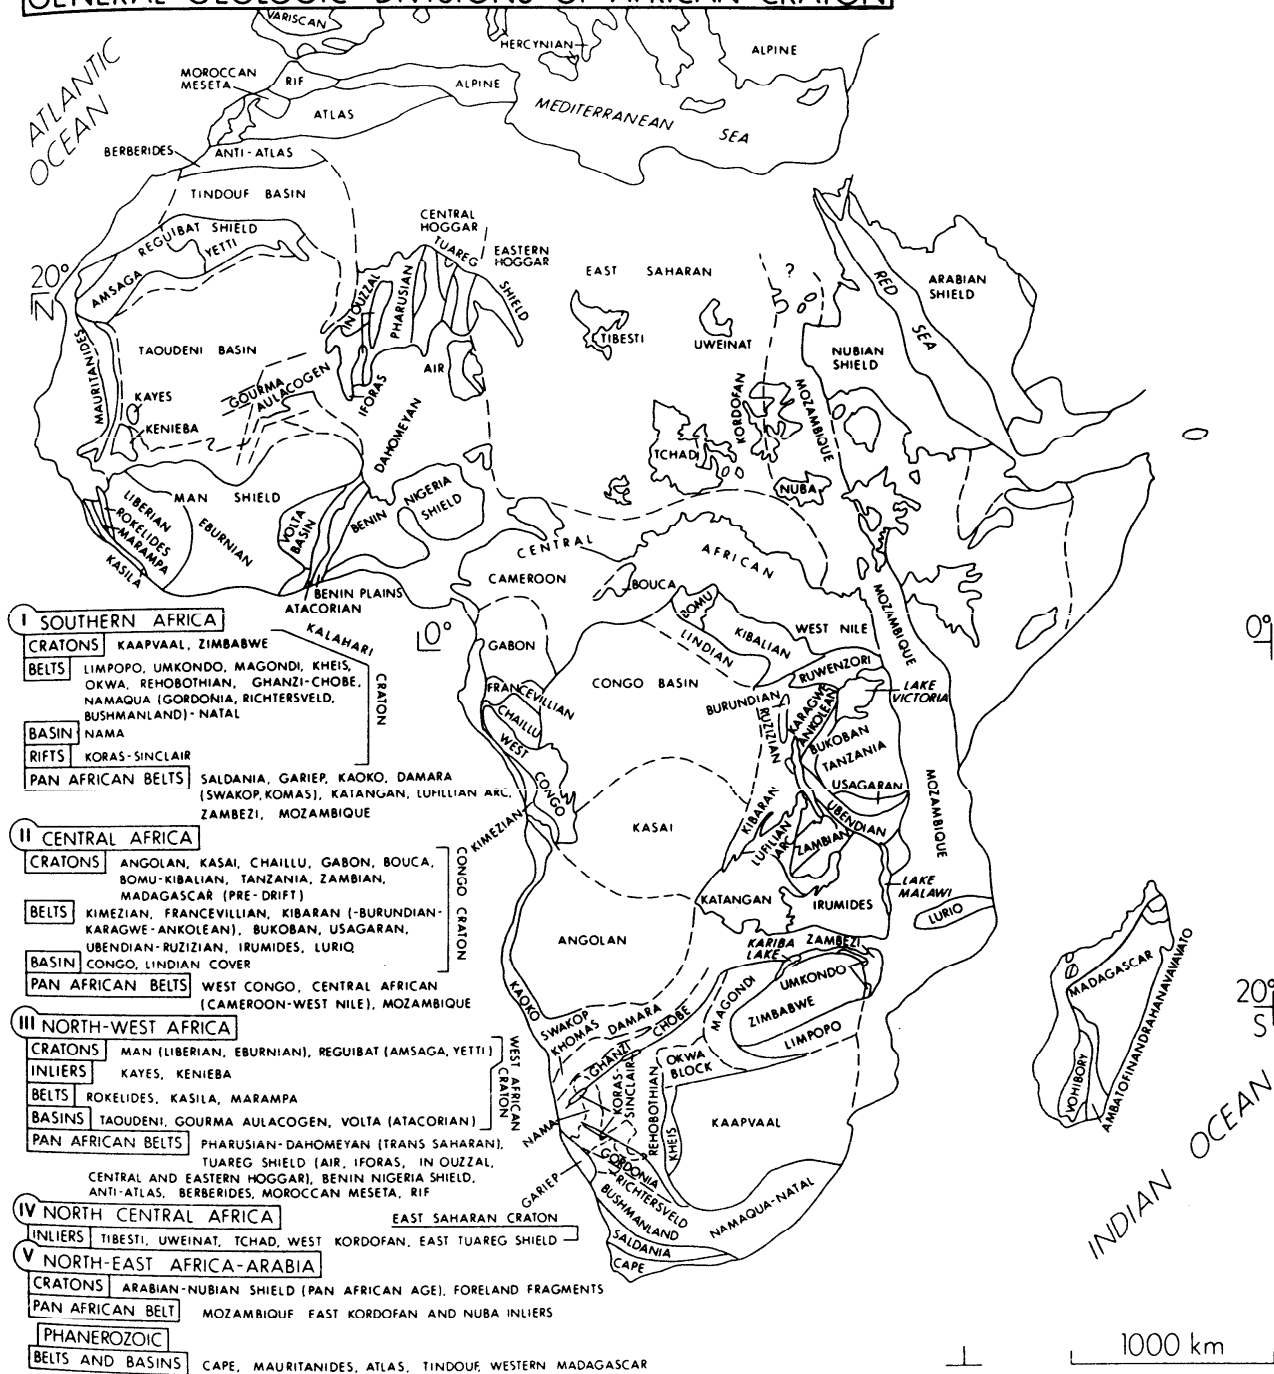 GENERAL GEOLOGIC DIVISIONS OF AFRICAN CRATON
VARISCAN
HERCYNIAN
ALPINE
ATLANTIC
OCEAN
MOROCCAN
MESETA
RIF
ALPINE
ATLAS
MEDITERRANEAN SEA
BERBERIDES
ANTI-ATLAS
TINDOUF BASIN
REGUIBAT SHIELD
YETTI
AMSAGA
CENTRAL
HOGGAR
TUAREG
SHIELD
EASTERN
HOGGAR
20°
N
IN OUZZAL
PHARUSIAN
EAST SAHARAN
?
RED
SEA
ARABIAN
SHIELD
TIBESTI
UWEINAT
NUBIAN
SHIELD
MAURITANIDES
TAOUDENI BASIN
KAYES
KENIEBA
GOURMA
AULACOGEN
?
IFORAS
AIR
DAHOMEYAN
TCHAD
KORDOFAN
MOZAMBIQUE
NUBA
MAN SHIELD
LIBERIAN
ROKELIDES
MARAMPA
KASILA
EBURNIAN
VOLTA
BASIN
BENIN NIGERIA
SHIELD
BENIN PLAINS
ATACORIAN
CENTRAL AFRICAN
CAMEROON
BOUCA
BOMU
KIBALIAN
LINDIAN
WEST NILE
MOZAMBIQUE
0°
0°
GABON
CONGO BASIN
RUWENZORI
LAKE
VICTORIA
FRANCEVILLIAN
CHAILLU
WEST CONGO
BURUNDIAN
RUZIZIAN
KARAGWE
ANKOLEAN
BUKOBAN
TANZANIA
USAGARAN
UBENDIAN
MOZAMBIQUE
KIMEZIAN
KASAI
KIBARAN
LUFILIAN
ARC
ZAMBIAN
LAKE
MALAWI
KATANGAN
IRUMIDES
LURIO
ANGOLAN
KARIBA
LAKE
ZAMBEZI
UMKONDO
ZIMBABWE
LIMPOPO
MAGONDI
MADAGASCAR
VOHIBORY
AMBATOFINANDRAHANAVAVAVATO
20°
S
KAOKO
SWAKOP
KHOMAS
DAMARA
GHANZI
CHOBE
OKWA
BLOCK
KORAS-
SINCLAIR
REHOBOTHIAN
KHEIS
KAAPVAAL
NAMA
GARIEP
GORDONIA
RICHTERSVELD
BUSHMANLAND
NAMAQUA-NATAL
SALDANIA
CAPE
INDIAN OCEAN
1000 km
I SOUTHERN AFRICA
CRATONS KAAPVAAL, ZIMBABWE
BELTS LIMPOPO, UMKONDO, MAGONDI, KHEIS,
OKWA, REHOBOTHIAN, GHANZI-CHOBE,
NAMAQUA (GORDONIA, RICHTERSVELD,
BUSHMANLAND)- NATAL
BASIN NAMA
RIFTS KORAS-SINCLAIR
KALAHARI
CRATON
PAN AFRICAN BELTS SALDANIA, GARIEP, KAOKO, DAMARA
(SWAKOP, KOMAS), KATANGAN, LUFILLIAN ARC,
ZAMBEZI, MOZAMBIQUE
II CENTRAL AFRICA
CRATONS ANGOLAN, KASAI, CHAILLU, GABON, BOUCA,
BOMU-KIBALIAN, TANZANIA, ZAMBIAN,
MADAGASCAR (PRE-DRIFT)
BELTS KIMEZIAN, FRANCEVILLIAN, KIBARAN (-BURUNDIAN-
KARAGWE-ANKOLEAN), BUKOBAN, USAGARAN,
UBENDIAN-RUZIZIAN, IRUMIDES, LURIO
BASIN CONGO, LINDIAN COVER
CONGO CRATON
PAN AFRICAN BELTS WEST CONGO, CENTRAL AFRICAN
(CAMEROON-WEST NILE), MOZAMBIQUE
III NORTH-WEST AFRICA
CRATONS MAN (LIBERIAN, EBURNIAN), REGUIBAT (AMSAGA, YETTI)
INLIERS KAYES, KENIEBA
BELTS ROKELIDES, KASILA, MARAMPA
BASINS TAOUDENI, GOURMA AULACOGEN, VOLTA (ATACORIAN)
WEST AFRICAN
CRATON
PAN AFRICAN BELTS PHARUSIAN-DAHOMEYAN (TRANS SAHARAN),
TUAREG SHIELD (AIR, IFORAS, IN OUZZAL,
CENTRAL AND EASTERN HOGGAR), BENIN NIGERIA SHIELD,
ANTI-ATLAS, BERBERIDES, MOROCCAN MESETA, RIF
IV NORTH CENTRAL AFRICA
EAST SAHARAN CRATON
INLIERS TIBESTI, UWEINAT, TCHAD, WEST KORDOFAN, EAST TUAREG SHIELD
V NORTH-EAST AFRICA-ARABIA
CRATONS ARABIAN-NUBIAN SHIELD (PAN AFRICAN AGE), FORELAND FRAGMENTS
PAN AFRICAN BELT MOZAMBIQUE EAST KORDOFAN AND NUBA INLIERS
PHANEROZOIC
BELTS AND BASINS CAPE, MAURITANIDES, ATLAS, TINDOUF, WESTERN MADAGASCAR